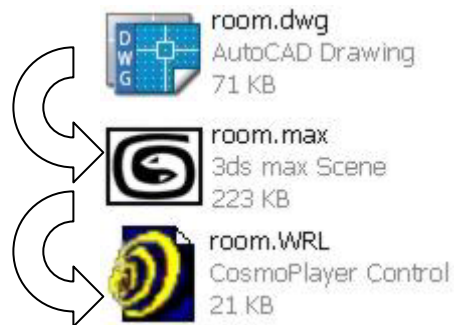 room.dwg
DWG
AutoCAD Drawing
71 KB
room.max
3ds max Scene
223 KB
room.WRL
CosmoPlayer Control
21 KB